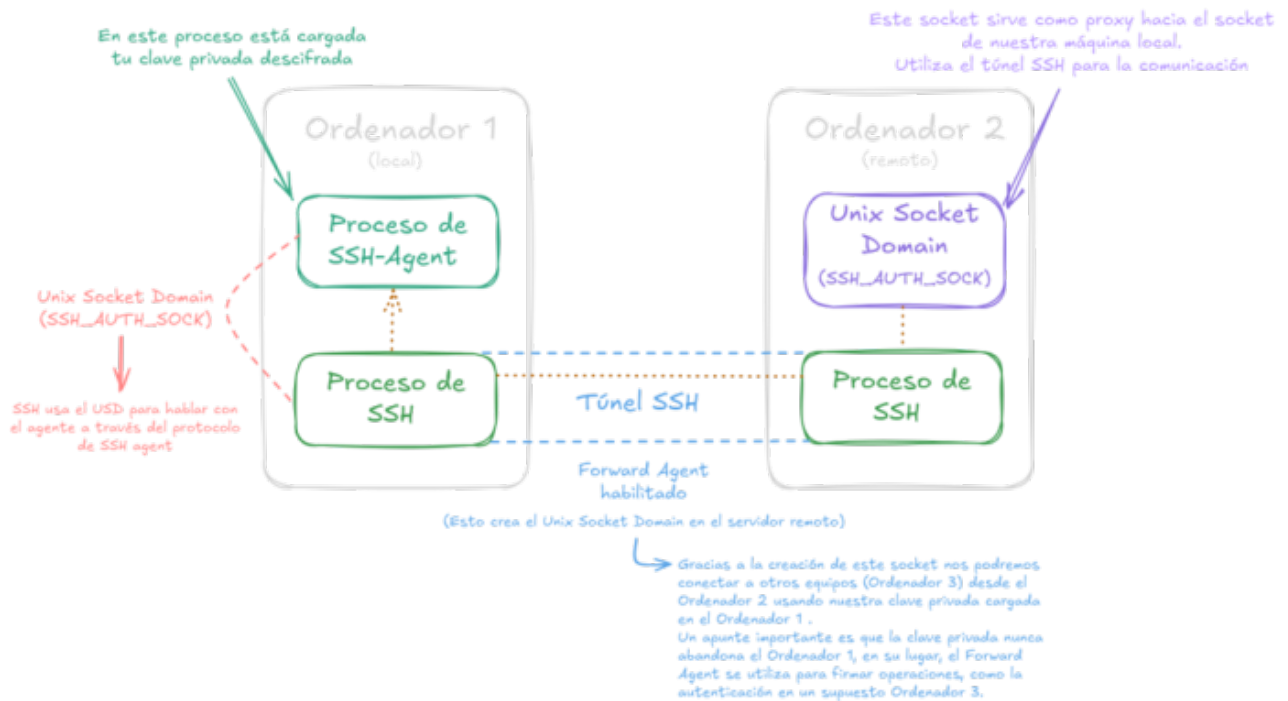 En este proceso está cargada
tu clave privada descifrada
Este socket sirve como proxy hacia el socket
de nuestra máquina local.
Utiliza el túnel SSH para la comunicación
Ordenador 1
(local)
Ordenador 2
(remoto)
Proceso de
SSH-Agent
Unix Socket
Domain
(SSH_AUTH_SOCK)
Unix Socket Domain
(SSH_AUTH_SOCK)
SSH usa el USD para hablar con
el agente a través del protocolo
de SSH agent
Proceso de
SSH
Túnel SSH
Proceso de
SSH
Forward Agent
habilitado
(Esto crea el Unix Socket Domain en el servidor remoto)
Gracias a la creación de este socket nos podremos
conectar a otros equipos (Ordenador 3) desde el
Ordenador 2 usando nuestra clave privada cargada
en el Ordenador 1 .
Un apunte importante es que la clave privada nunca
abandona el Ordenador 1, en su lugar, el Forward
Agent se utiliza para firmar operaciones, como la
autenticación en un supuesto Ordenador 3.